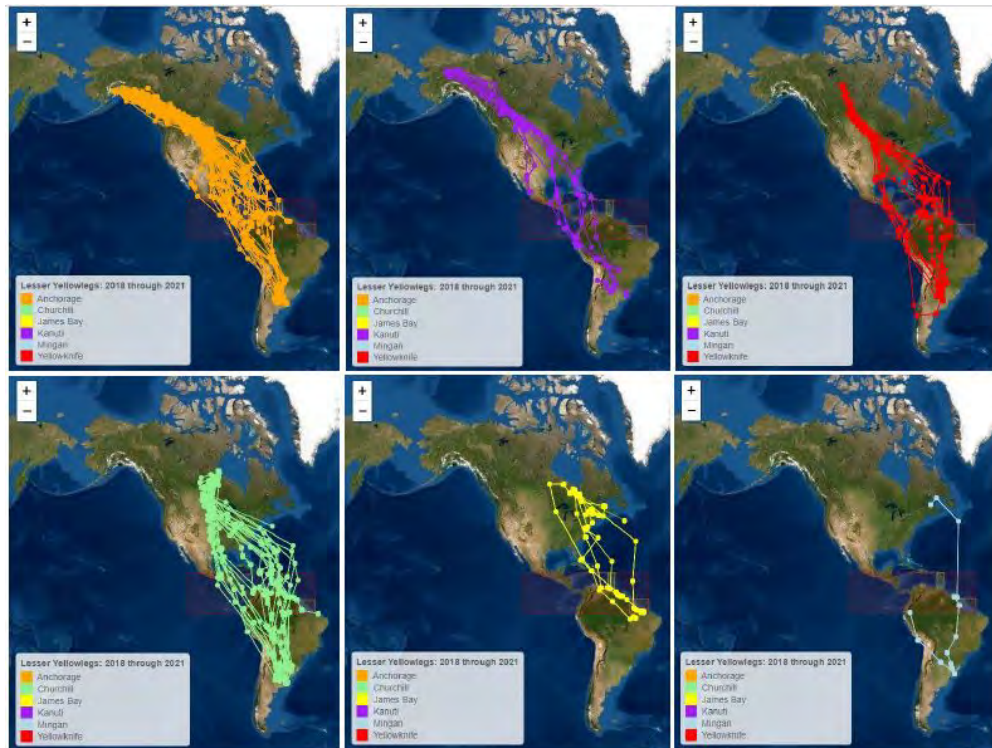 +
−
Lesser Yellowlegs: 2018 through 2021
Anchorage
Churchill
James Bay
Kanuti
Mingan
Yellowknife
+
−
Lesser Yellowlegs: 2018 through 2021
Anchorage
Churchill
James Bay
Kanuti
Mingan
Yellowknife
+
−
Lesser Yellowlegs: 2018 through 2021
Anchorage
Churchill
James Bay
Kanuti
Mingan
Yellowknife
+
−
Lesser Yellowlegs: 2018 through 2021
Anchorage
Churchill
James Bay
Kanuti
Mingan
Yellowknife
+
−
Lesser Yellowlegs: 2018 through 2021
Anchorage
Churchill
James Bay
Kanuti
Mingan
Yellowknife
+
−
Lesser Yellowlegs: 2018 through 2021
Anchorage
Churchill
James Bay
Kanuti
Mingan
Yellowknife